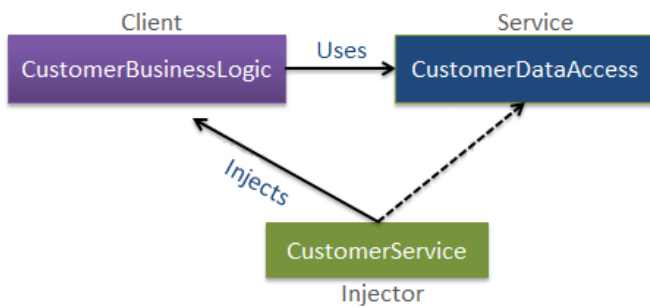 Client
Service
Uses
CustomerBusinessLogic
CustomerDataAccess
Injects
CustomerService
Injector